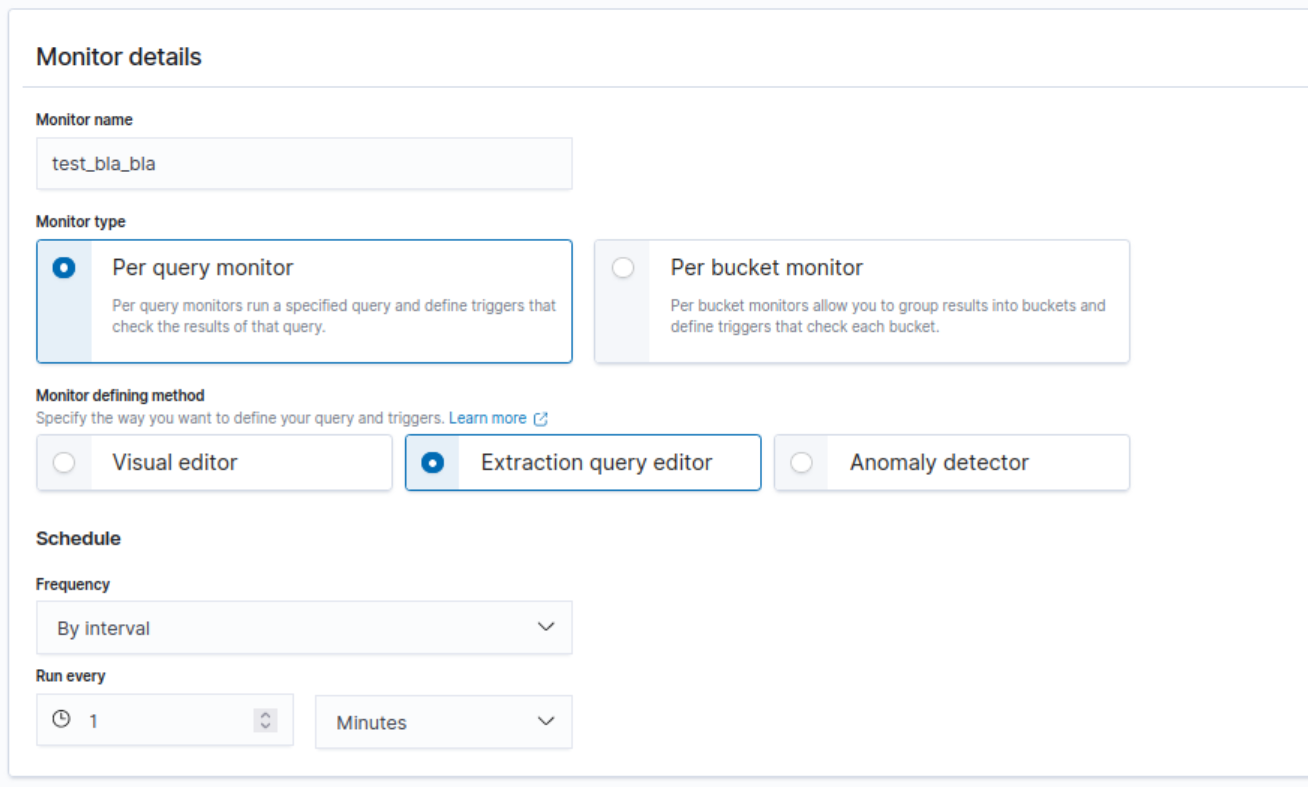 Monitor details
Monitor name
test_bla_bla
Monitor type
Per query monitor
Per query monitors run a specified query and define triggers that
check the results of that query.
Per bucket monitor
Per bucket monitors allow you to group results into buckets and
define triggers that check each bucket.
Monitor defining method
Specify the way you want to define your query and triggers. Learn more
Visual editor
Extraction query editor
Anomaly detector
Schedule
Frequency
By interval
Run every
1
Minutes